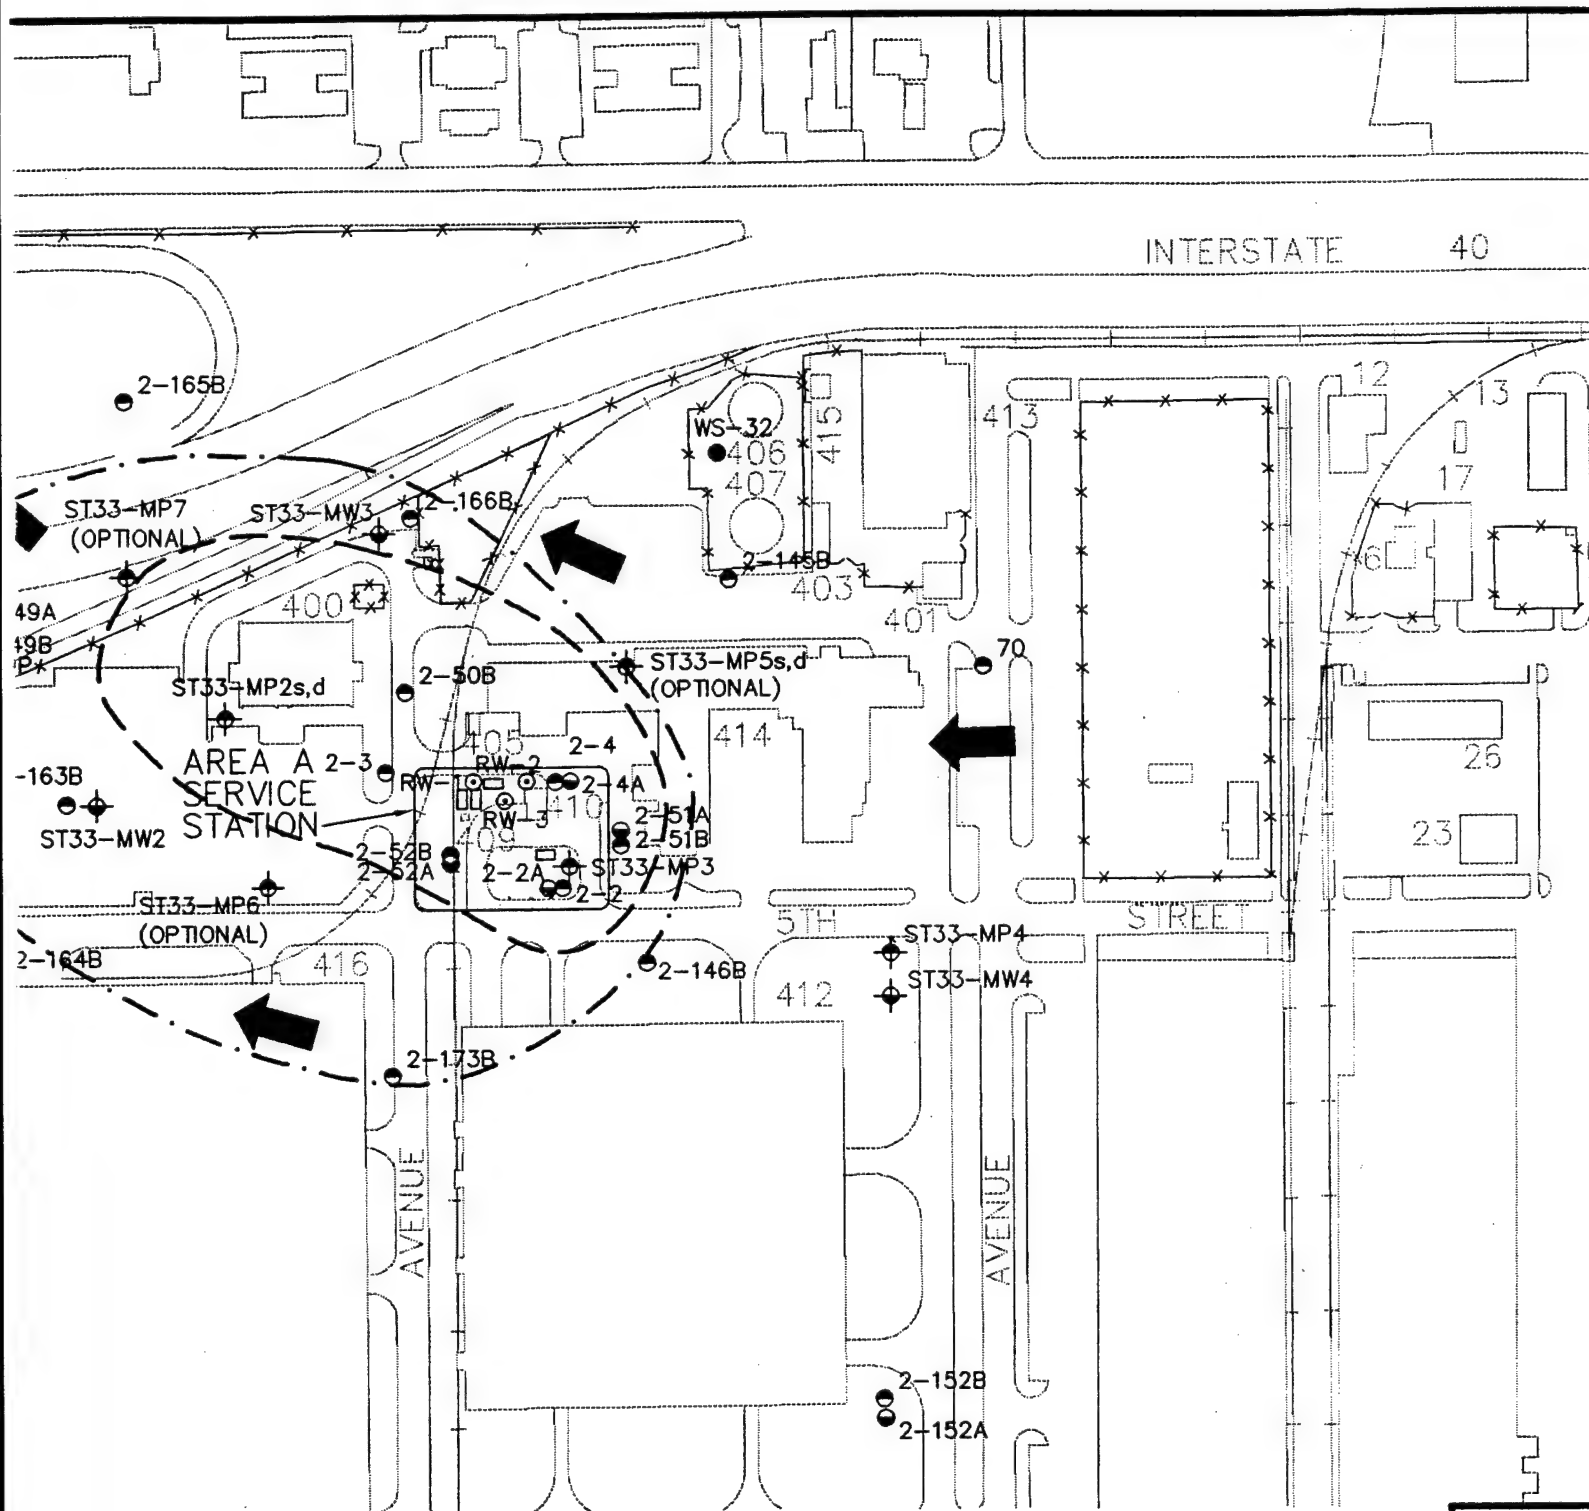 INTERSTATE 40
2-165B
12
13
413
415
WS-32
406
407
17
ST33-MP7
(OPTIONAL)
ST33-MW3
2-166B
2-145B
6
403
400
401
49A
49B
P
70
ST33-MP5s,d
(OPTIONAL)
ST33-MP2s,d
2-50B
405
2-4
414
26
AREA A
SERVICE
STATION
2-3
RW-1
RW-2
2-4A
410
-163B
ST33-MW2
RW-3
409
2-51A
2-51B
23
2-52B
2-52A
2-2A
ST33-MP3
2-2
ST33-MP6
(OPTIONAL)
5TH STREET
ST33-MP4
2-164B
416
2-146B
ST33-MW4
412
2-173B
AVENUE
AVENUE
2-152B
2-152A